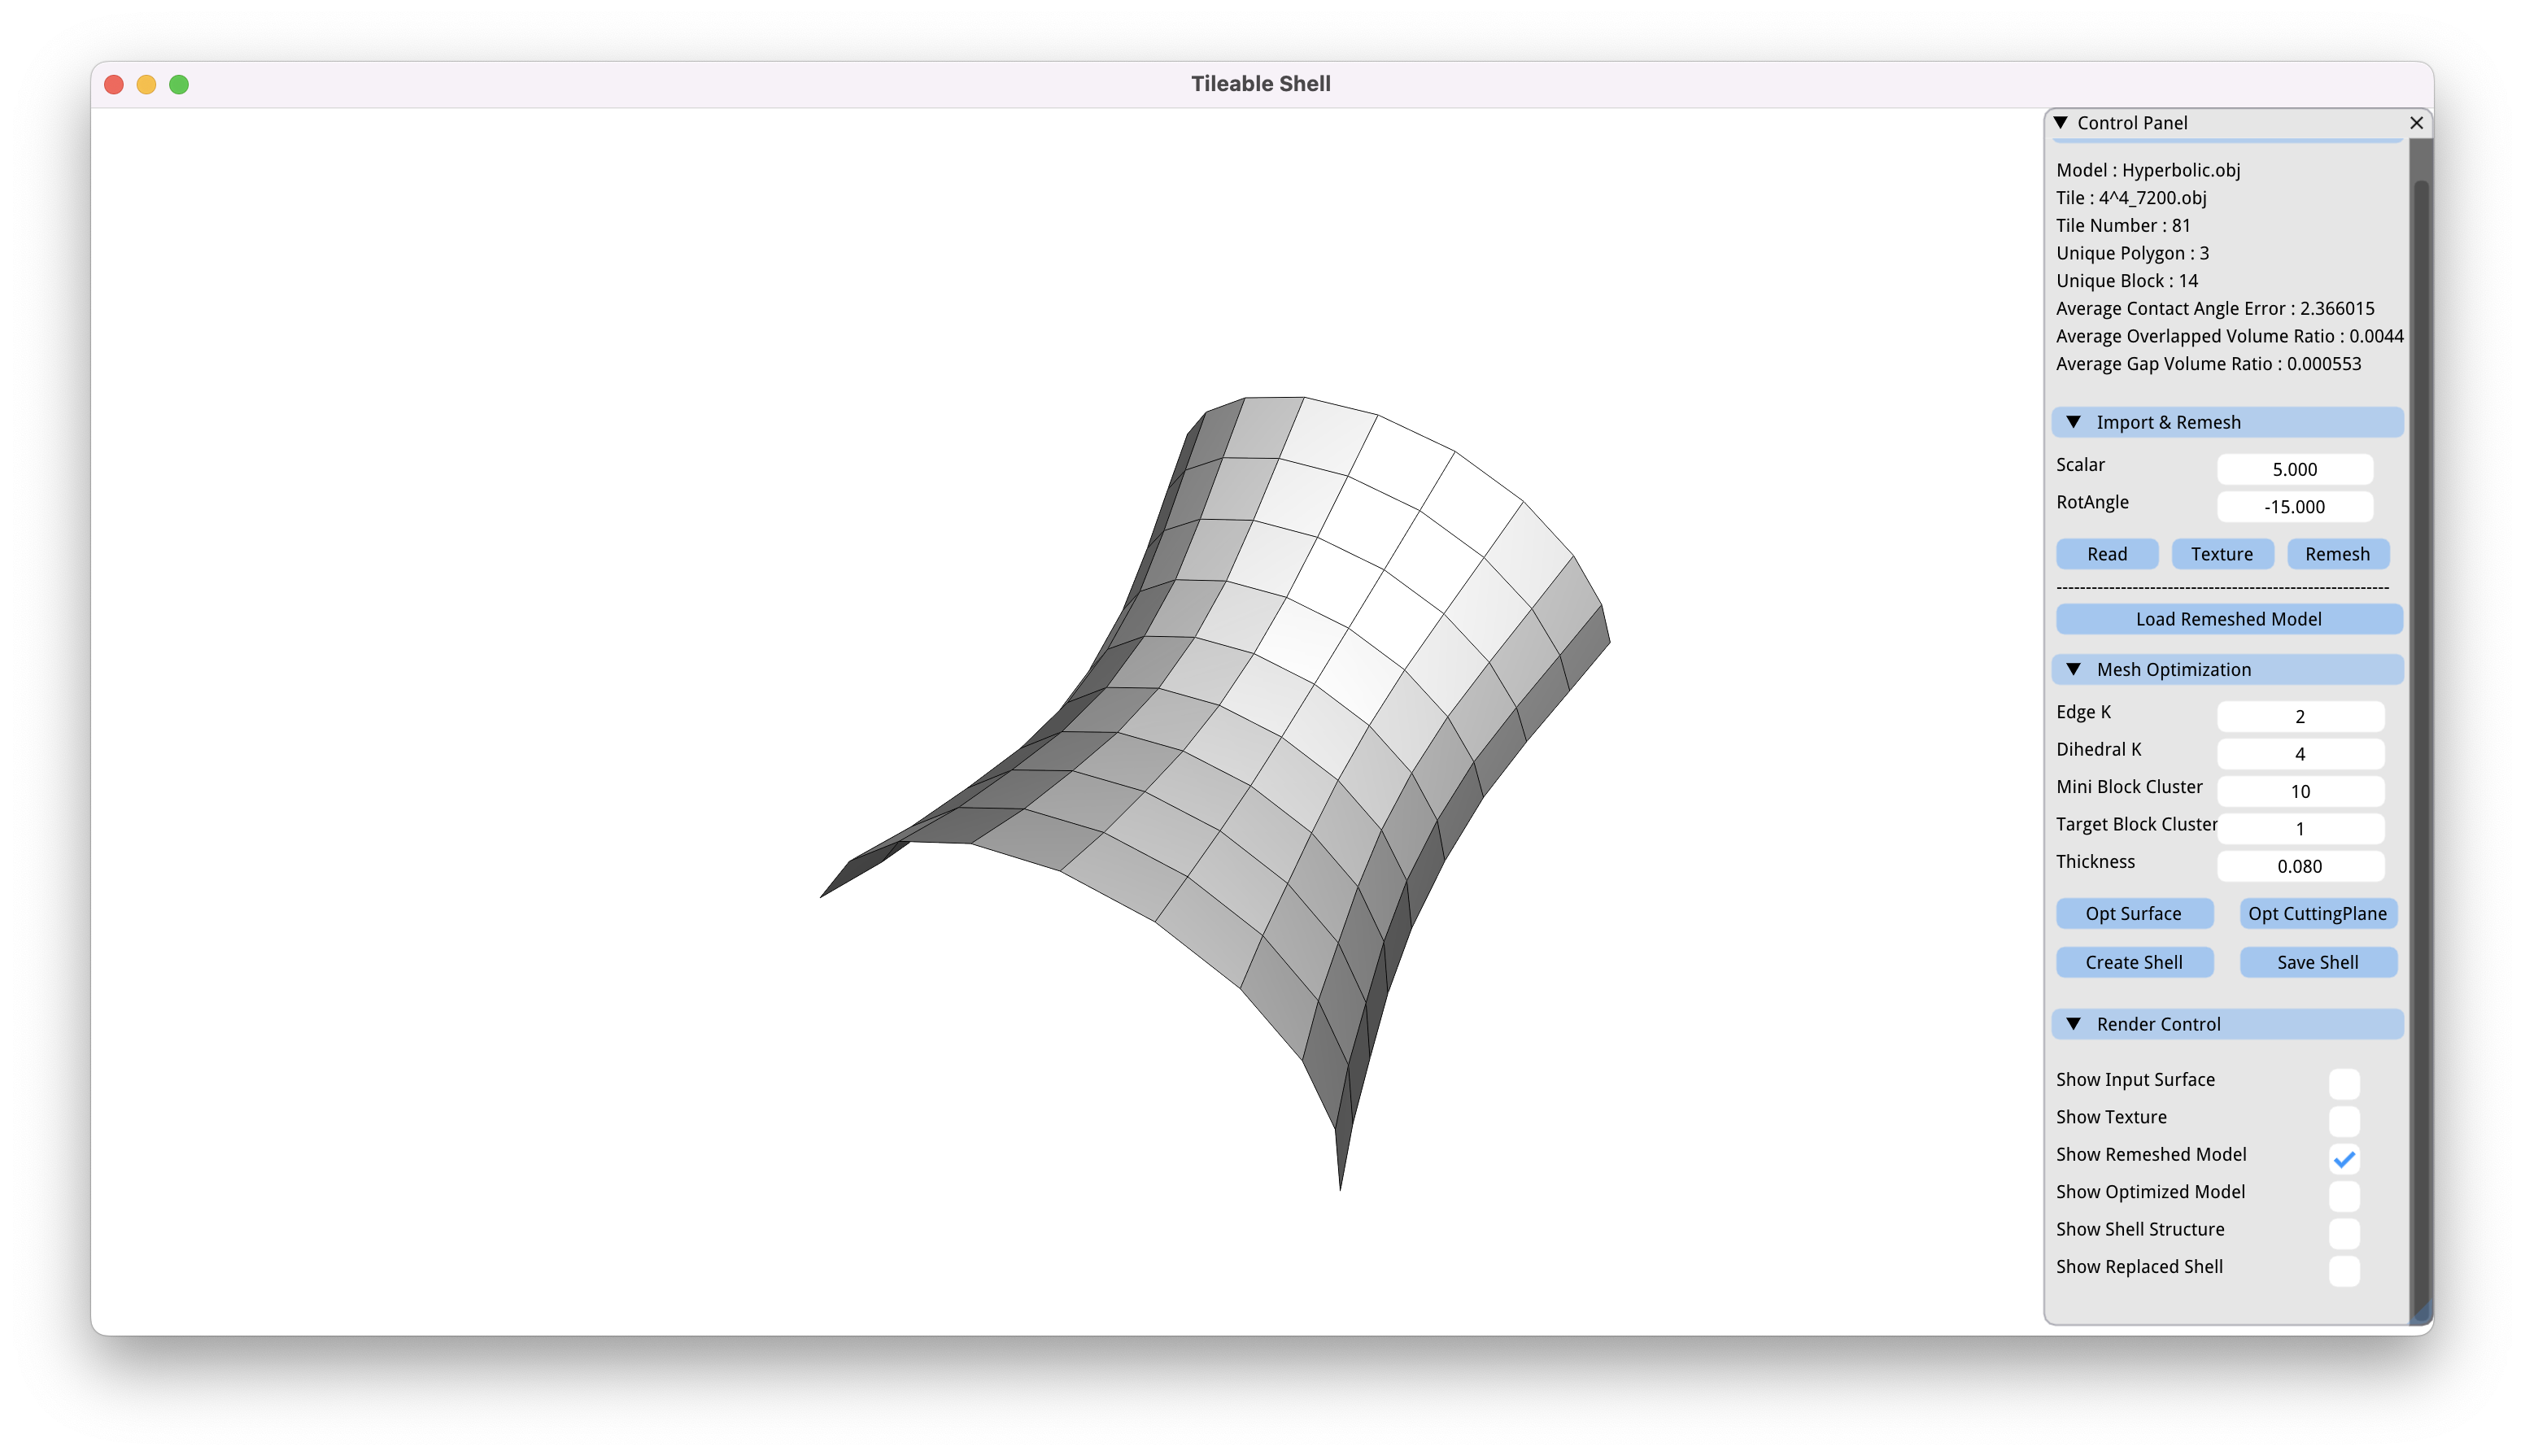 Tileable Shell
Control Panel
Model : Hyperbolic.obj
Tile : 4^4_7200.obj
Tile Number : 81
Unique Polygon : 3
Unique Block : 14
Average Contact Angle Error : 2.366015
Average Overlapped Volume Ratio : 0.0044
Average Gap Volume Ratio : 0.000553
Import & Remesh
Scalar 5.000
RotAngle -15.000
Read Texture Remesh
Load Remeshed Model
Mesh Optimization
Edge K 2
Dihedral K 4
Mini Block Cluster 10
Target Block Cluster 1
Thickness 0.080
Opt Surface Opt CuttingPlane
Create Shell Save Shell
Render Control
Show Input Surface
Show Texture
Show Remeshed Model
Show Optimized Model
Show Shell Structure
Show Replaced Shell